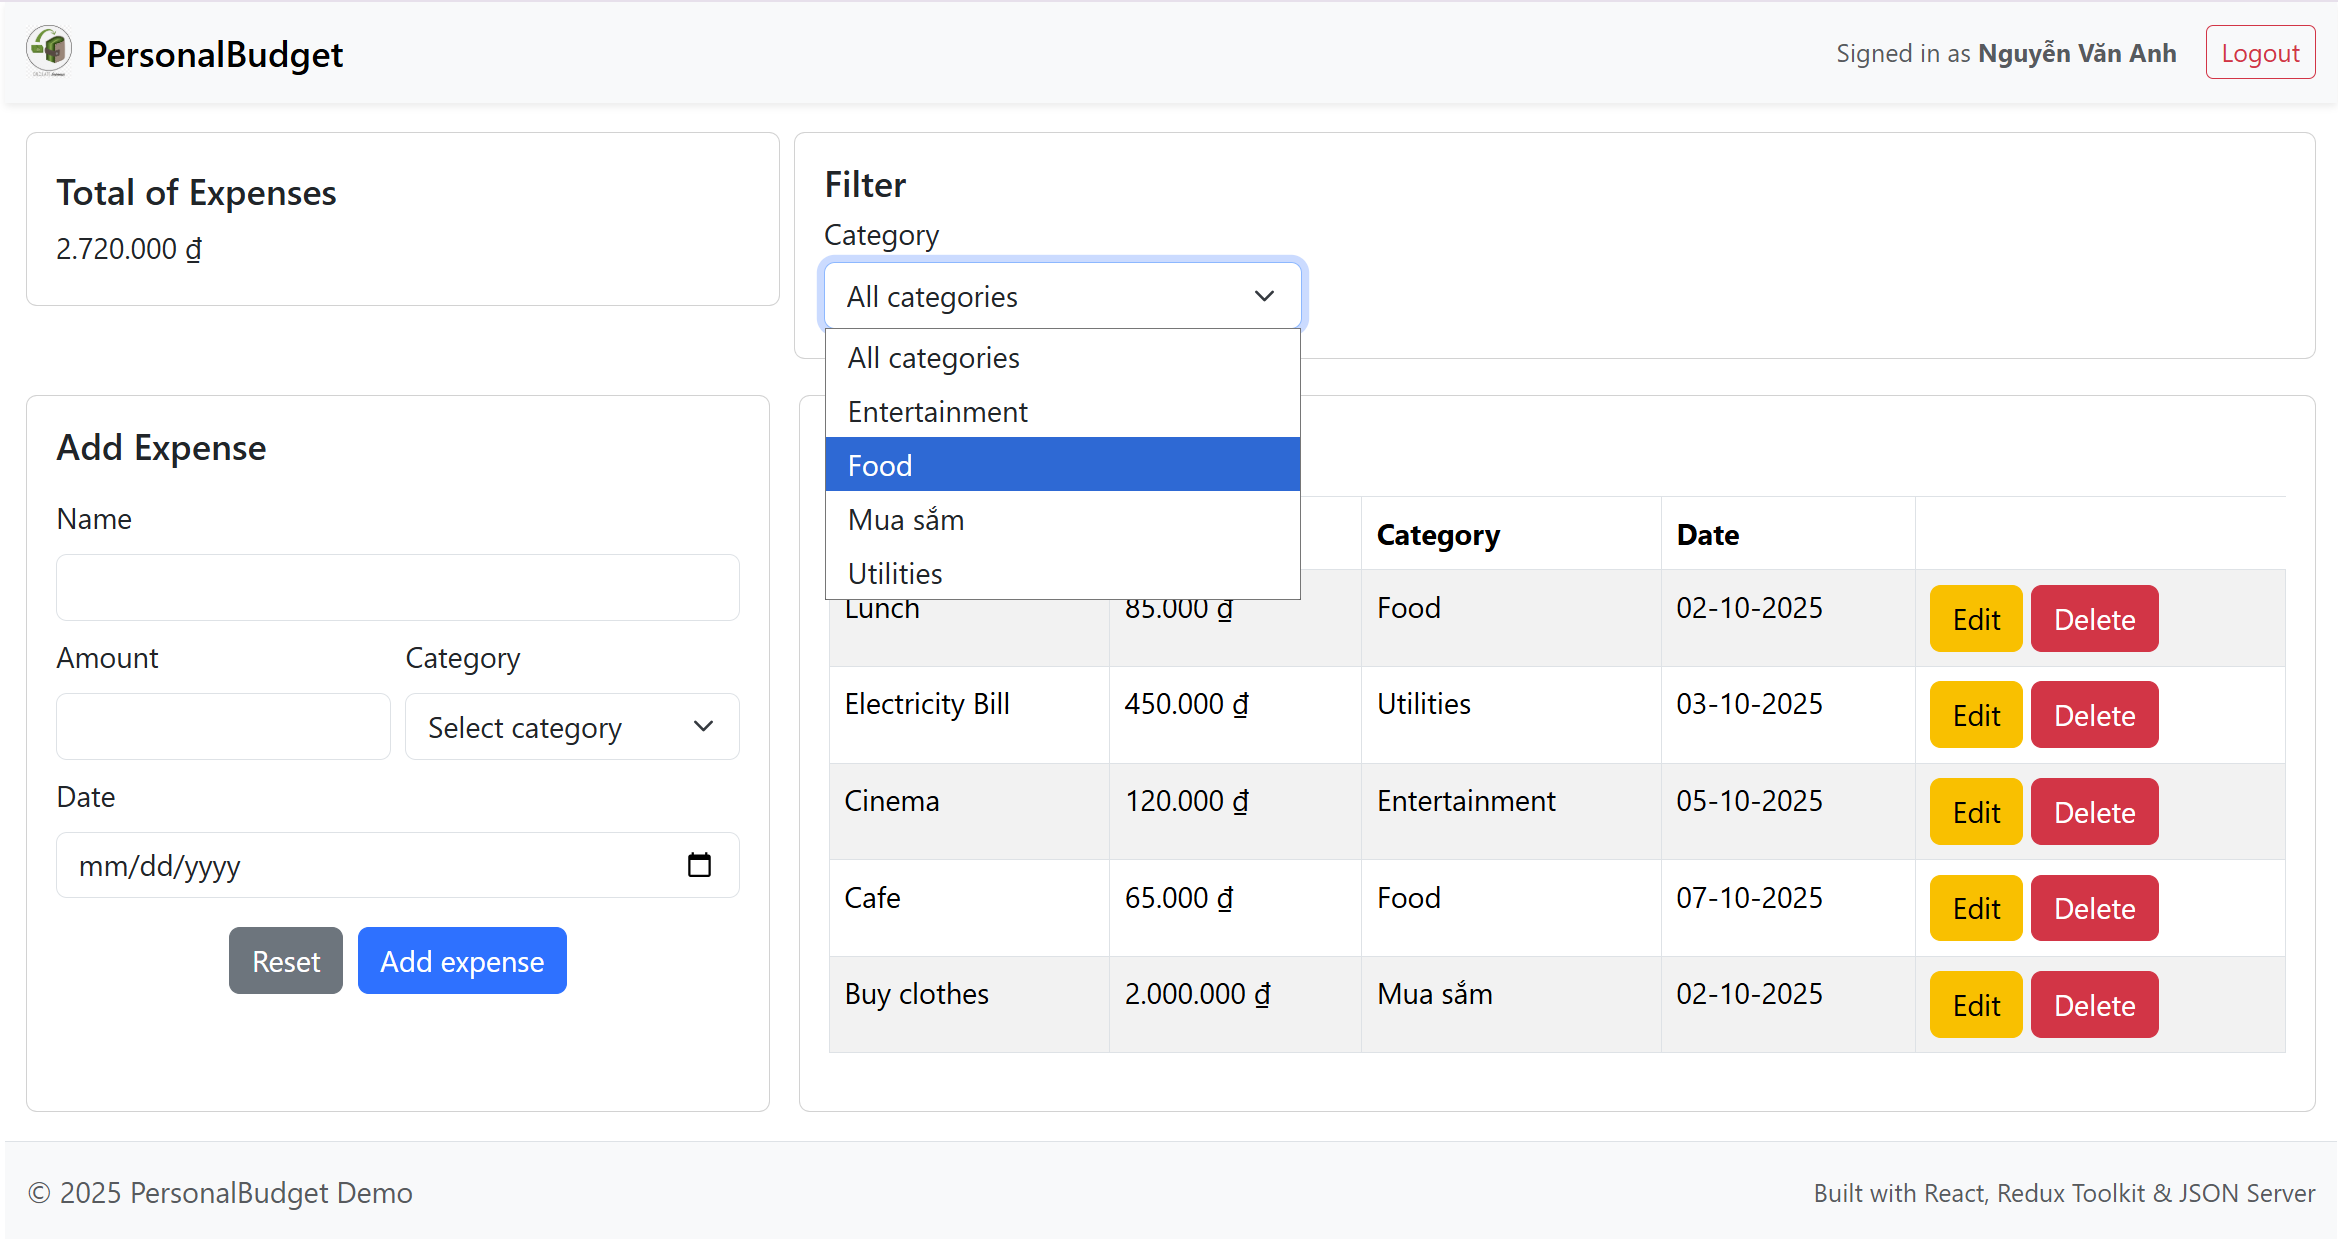 PersonalBudget
Signed in as Nguyễn Văn Anh
Logout
Total of Expenses
2.720.000 ₫
Filter
Category
All categories
All categories
Entertainment
Food
Mua sắm
Utilities
Add Expense
Name
Amount Category
Select category
Date
mm/dd/yyyy
Reset Add expense
Category Date
Lunch 85.000 ₫ Food 02-10-2025 Edit Delete
Electricity Bill 450.000 ₫ Utilities 03-10-2025 Edit Delete
Cinema 120.000 ₫ Entertainment 05-10-2025 Edit Delete
Cafe 65.000 ₫ Food 07-10-2025 Edit Delete
Buy clothes 2.000.000 ₫ Mua sắm 02-10-2025 Edit Delete
© 2025 PersonalBudget Demo
Built with React, Redux Toolkit & JSON Server